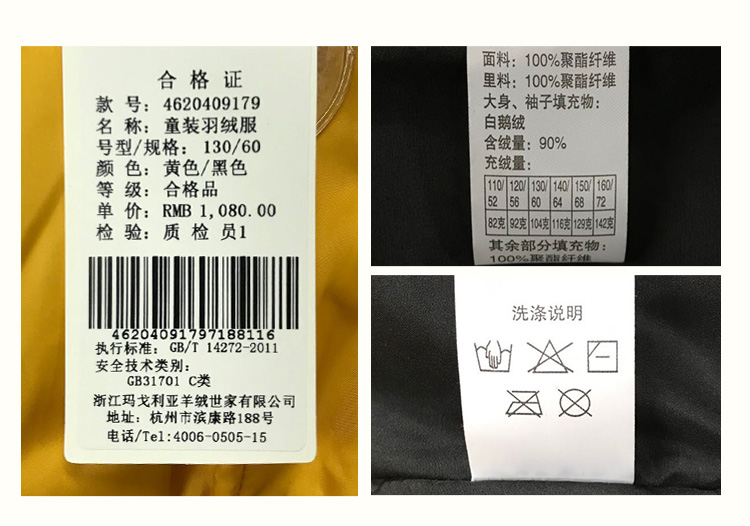 合格证
款号: 4620409179
名称: 童装羽绒服
号型/规格: 130/60
颜色: 黄色/黑色
等级: 合格品
单价: RMB 1,080.00
检验: 质检员1
46204091797188116
执行标准: GB/T 14272-2011
安全技术类别:
GB31701 C类
浙江玛戈利亚羊绒世家有限公司
地址: 杭州市滨康路188号
电话/Tel:4006-0505-15
面料: 100%聚酯纤维
里料: 100%聚酯纤维
大身、袖子填充物:
白鹅绒
含绒量: 90%
充绒量:
110/52 120/56 130/60 140/64 150/68 160/72
82克 92克 104克 116克 129克 142克
其余部分填充物:
100%聚酯纤维
洗涤说明